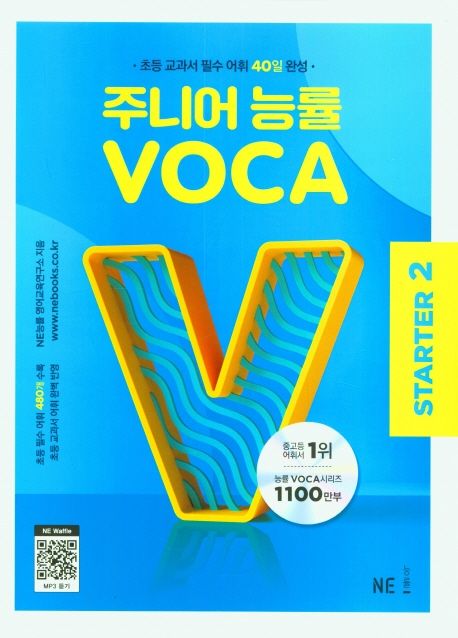 · 초등 교과서 필수 어휘 40일 완성 ·
주니어 능률
VOCA
NE능률 영어교육연구소 지음
www.nebooks.co.kr
초등 필수 어휘 480개 수록
초등 교과서 어휘 완벽 반영
STARTER 2
중고등
어휘서 1위
능률 VOCA시리즈
1100만부
NE Waffle
MP3 듣기
NE 능률